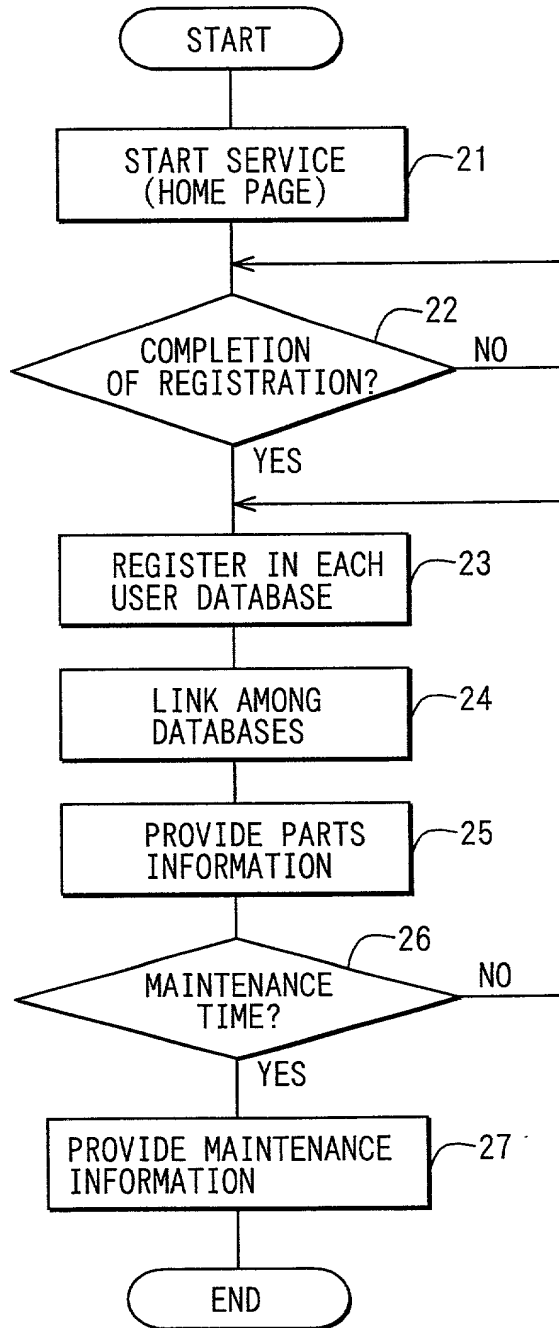 START
START SERVICE
(HOME PAGE)
21
22
COMPLETION
OF REGISTRATION?
NO
YES
REGISTER IN EACH
USER DATABASE
23
LINK AMONG
DATABASES
24
PROVIDE PARTS
INFORMATION
25
26
MAINTENANCE
TIME?
NO
YES
PROVIDE MAINTENANCE
INFORMATION
27
END